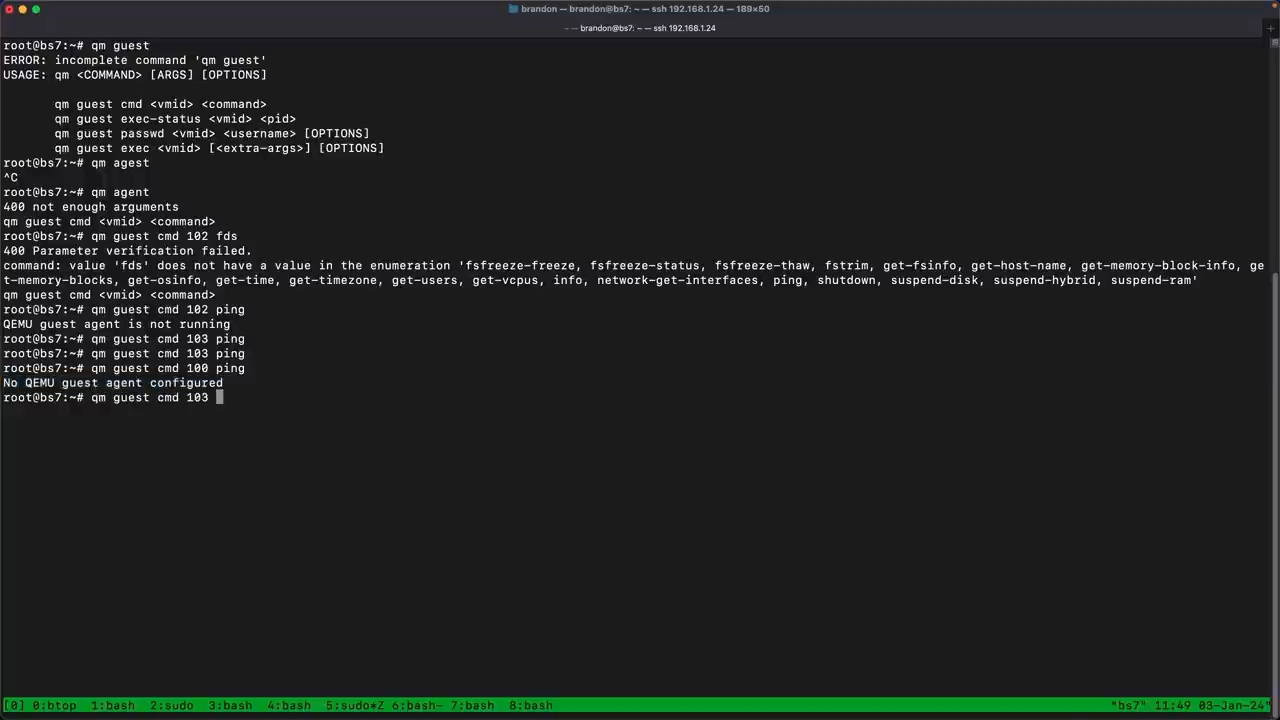 brandon — brandon@bs7: ~ — ssh 192.168.1.24 — 189×50
~ — brandon@bs7: ~ — ssh 192.168.1.24
root@bs7:~# qm guest
ERROR: incomplete command 'qm guest'
USAGE: qm <COMMAND> [ARGS] [OPTIONS]
qm guest cmd <vmid> <command>
qm guest exec-status <vmid> <pid>
qm guest passwd <vmid> <username> [OPTIONS]
qm guest exec <vmid> [<extra-args>] [OPTIONS]
root@bs7:~# qm agest
^C
root@bs7:~# qm agent
400 not enough arguments
qm guest cmd <vmid> <command>
root@bs7:~# qm guest cmd 102 fds
400 Parameter verification failed.
command: value 'fds' does not have a value in the enumeration 'fsfreeze-freeze, fsfreeze-status, fsfreeze-thaw, fstrim, get-fsinfo, get-host-name, get-memory-block-info, ge
t-memory-blocks, get-osinfo, get-time, get-timezone, get-users, get-vcpus, info, network-get-interfaces, ping, shutdown, suspend-disk, suspend-hybrid, suspend-ram'
qm guest cmd <vmid> <command>
root@bs7:~# qm guest cmd 102 ping
QEMU guest agent is not running
root@bs7:~# qm guest cmd 103 ping
root@bs7:~# qm guest cmd 103 ping
root@bs7:~# qm guest cmd 100 ping
No QEMU guest agent configured
root@bs7:~# qm guest cmd 103
[0] 0:btop  1:bash  2:sudo  3:bash  4:bash  5:sudo*Z 6:bash- 7:bash  8:bash "bs7" 11:49 03-Jan-24